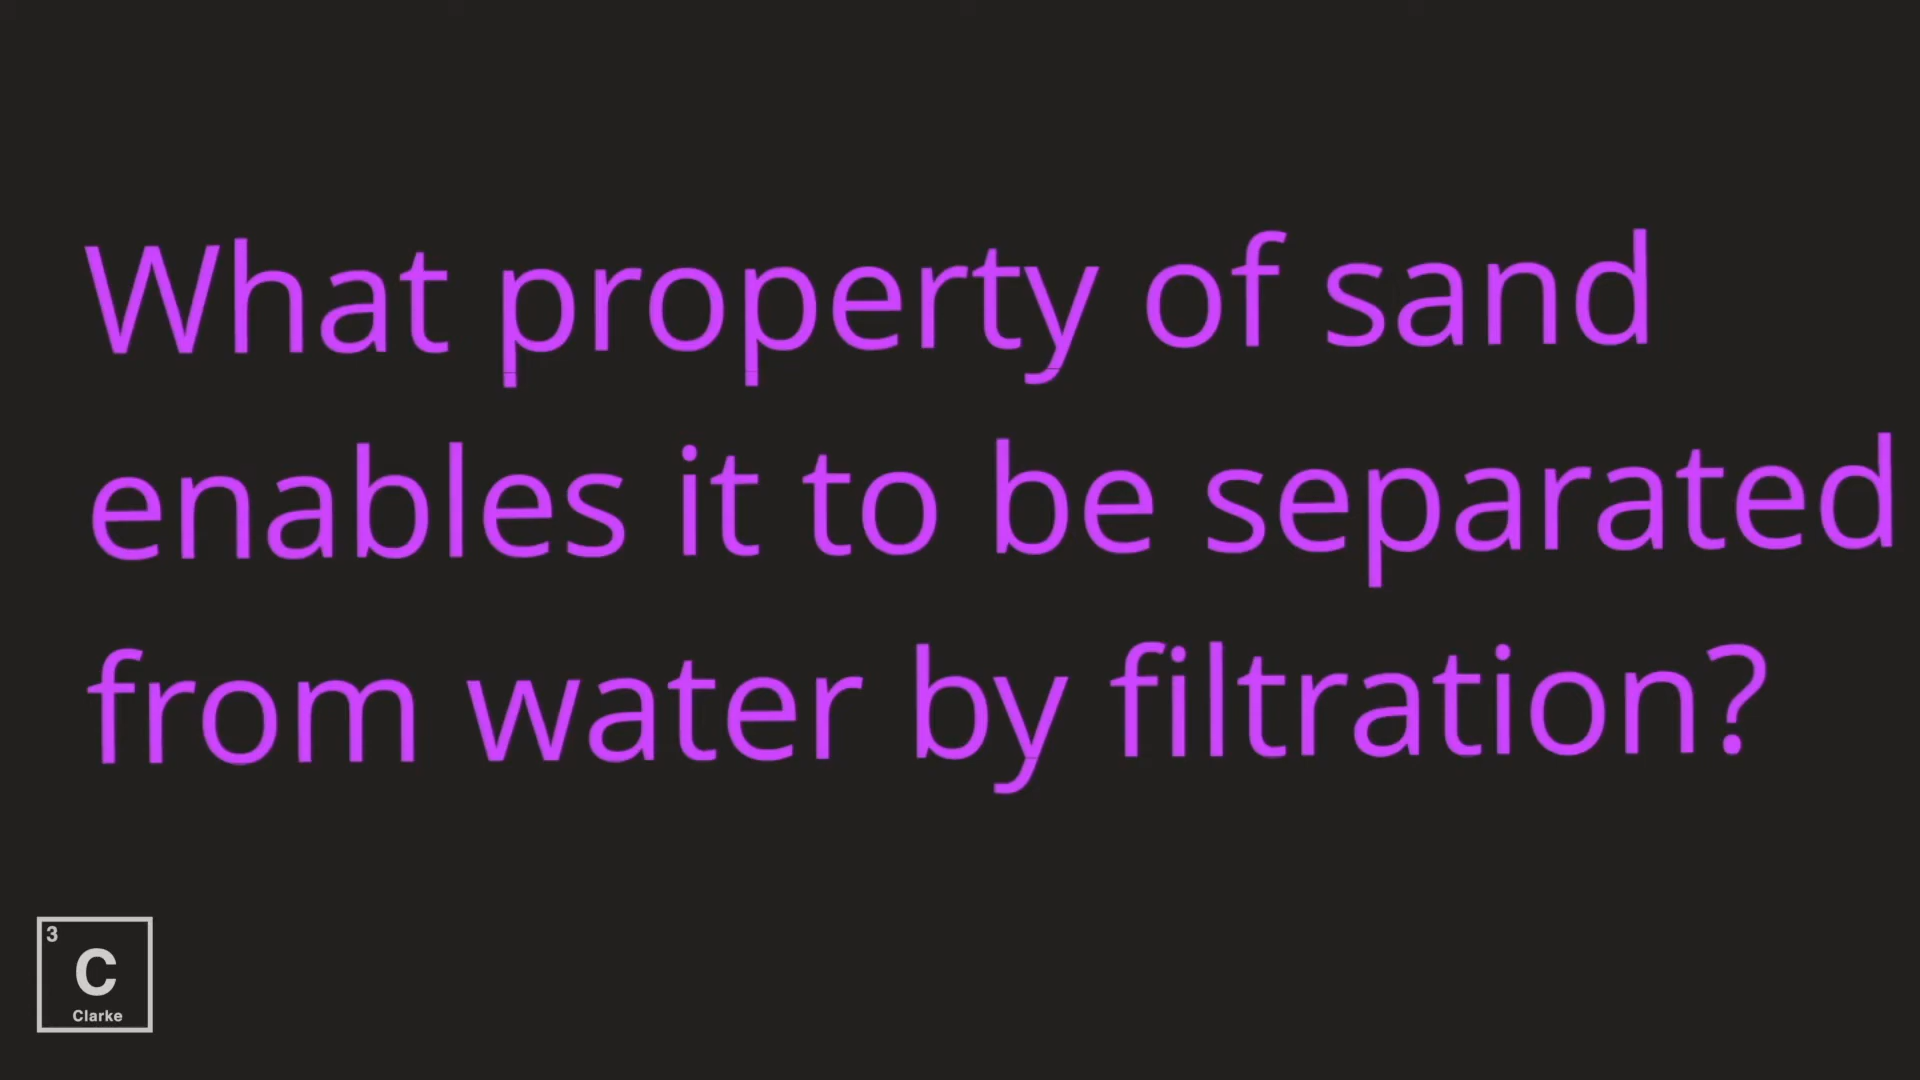 What property of sand
enables it to be separated
from water by filtration?
3
C
Clarke